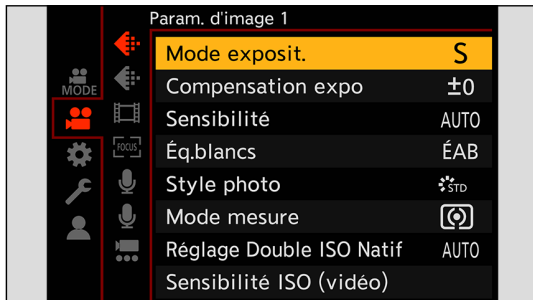 Param. d'image 1
MODE
FOCUS
Mode exposit. S
Compensation expo ±0
Sensibilité AUTO
Éq.blancs ÉAB
Style photo STD
Mode mesure
Réglage Double ISO Natif AUTO
Sensibilité ISO (vidéo)